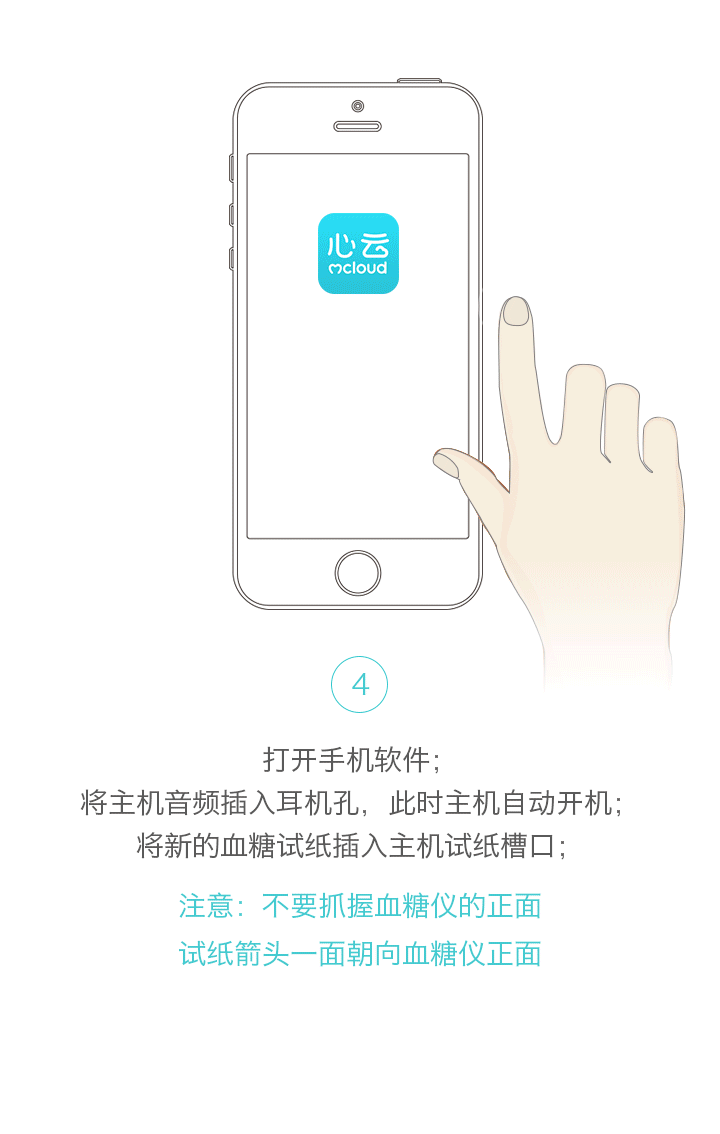 心云
mcloud
4
打开手机软件；
将主机音频插入耳机孔，此时主机自动开机；
将新的血糖试纸插入主机试纸槽口；
注意：不要抓握血糖仪的正面
试纸箭头一面朝向血糖仪正面